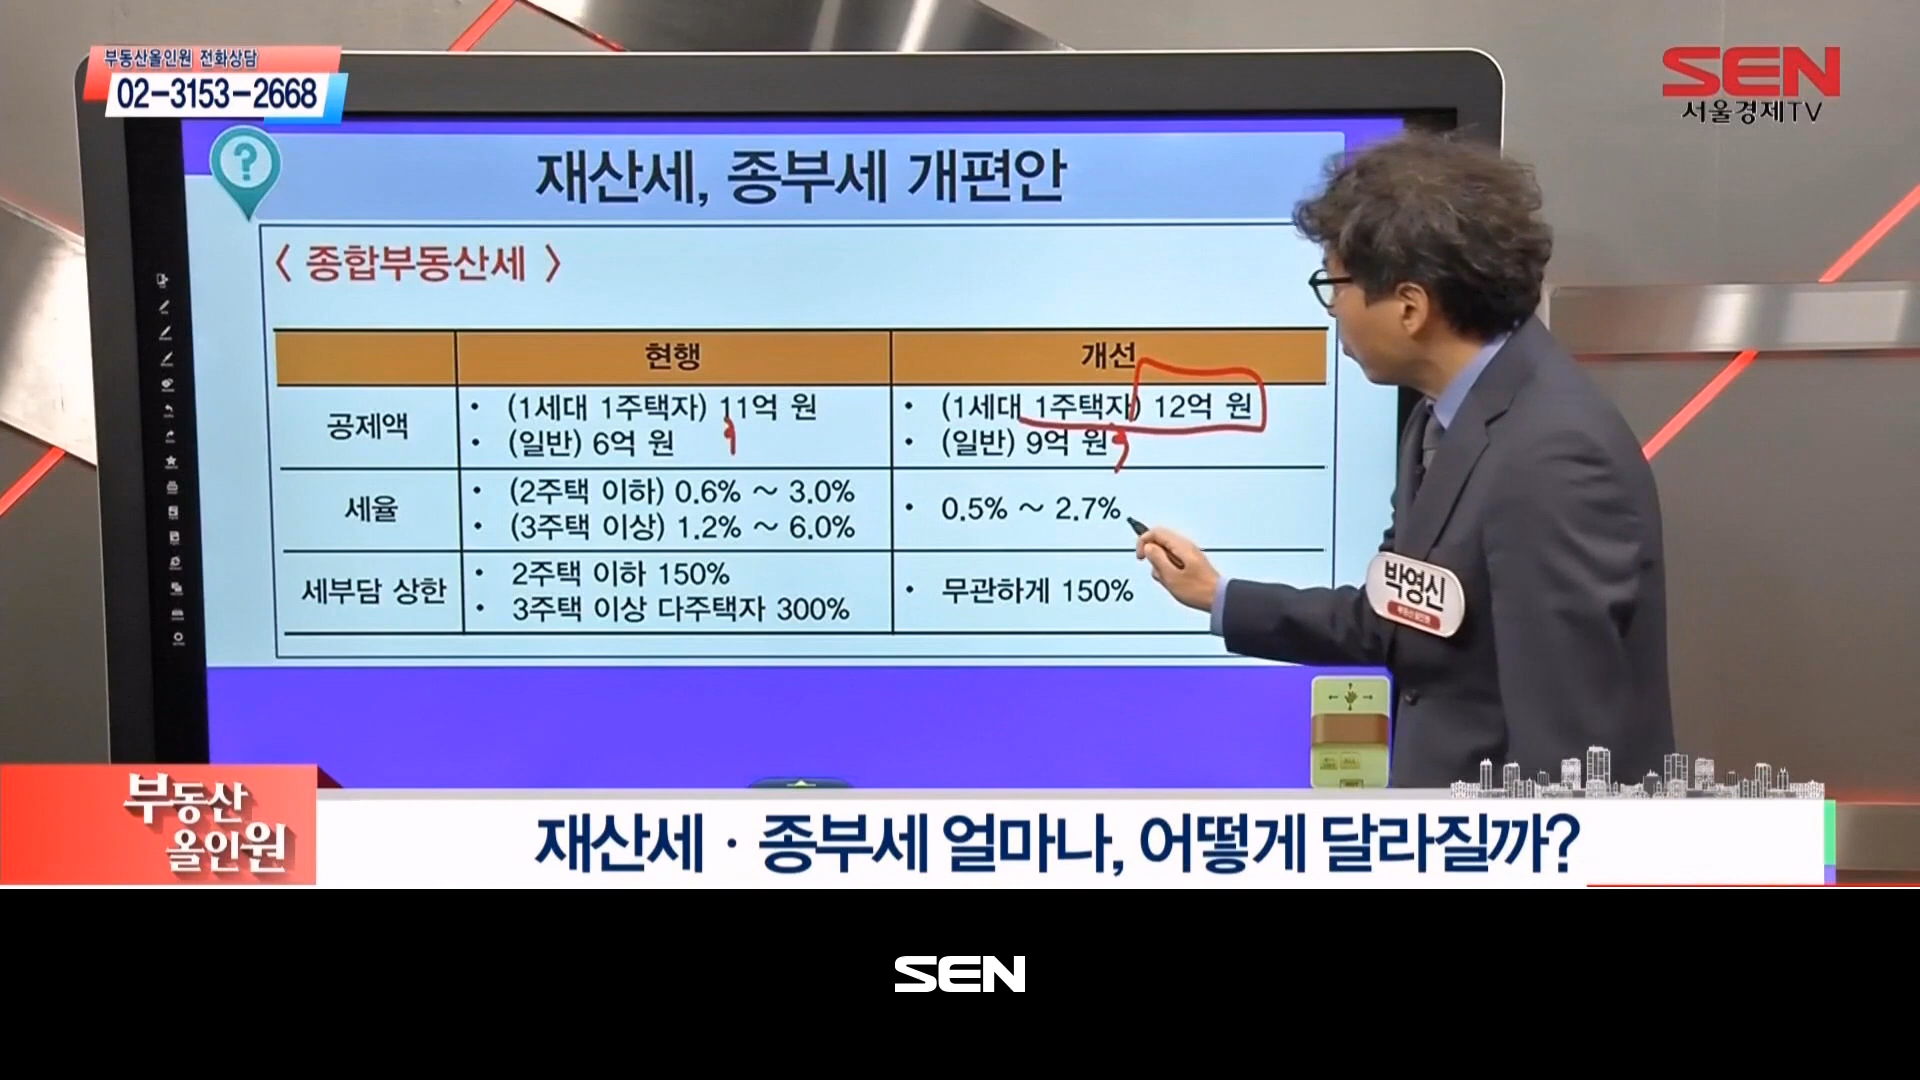 부동산올인원 전화상담
02-3153-2668
SEN
서울경제TV
?
재산세, 종부세 개편안
〈 종합부동산세 〉
현행
개선
공제액
• (1세대 1주택자) 11억 원
• (일반) 6억 원
• (1세대 1주택자) 12억 원
• (일반) 9억 원
세율
• (2주택 이하) 0.6% ~ 3.0%
• (3주택 이상) 1.2% ~ 6.0%
• 0.5% ~ 2.7%
세부담 상한
• 2주택 이하 150%
• 3주택 이상 다주택자 300%
• 무관하게 150%
박영신
부동산
올인원
재산세 · 종부세 얼마나, 어떻게 달라질까?
SEN